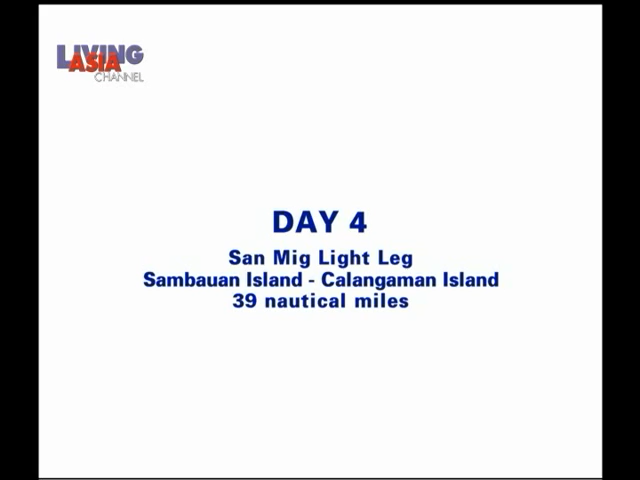 LIVING
ASIA
CHANNEL
DAY 4
San Mig Light Leg
Sambauan Island - Calangaman Island
39 nautical miles